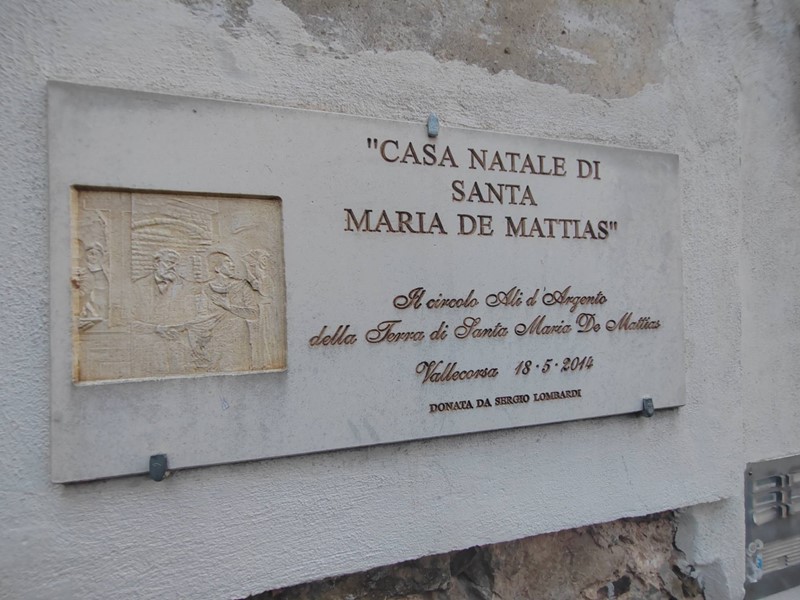 "CASA NATALE DI
SANTA
MARIA DE MATTIAS"
Il circolo Ali d'Argento
della Terra di Santa Maria De Mattias
Vallecorsa 18·5·2014
DONATA DA SERGIO LOMBARDI